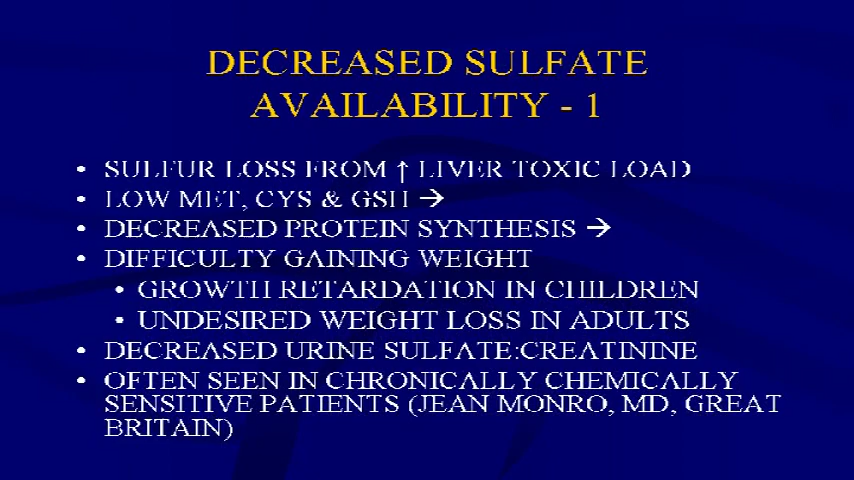 DECREASED SULFATE
AVAILABILITY - 1
• SULFUR LOSS FROM ↑ LIVER TOXIC LOAD
• LOW MET, CYS & GSH →
• DECREASED PROTEIN SYNTHESIS →
• DIFFICULTY GAINING WEIGHT
• GROWTH RETARDATION IN CHILDREN
• UNDESIRED WEIGHT LOSS IN ADULTS
• DECREASED URINE SULFATE:CREATININE
• OFTEN SEEN IN CHRONICALLY CHEMICALLY
SENSITIVE PATIENTS (JEAN MONRO, MD, GREAT
BRITAIN)